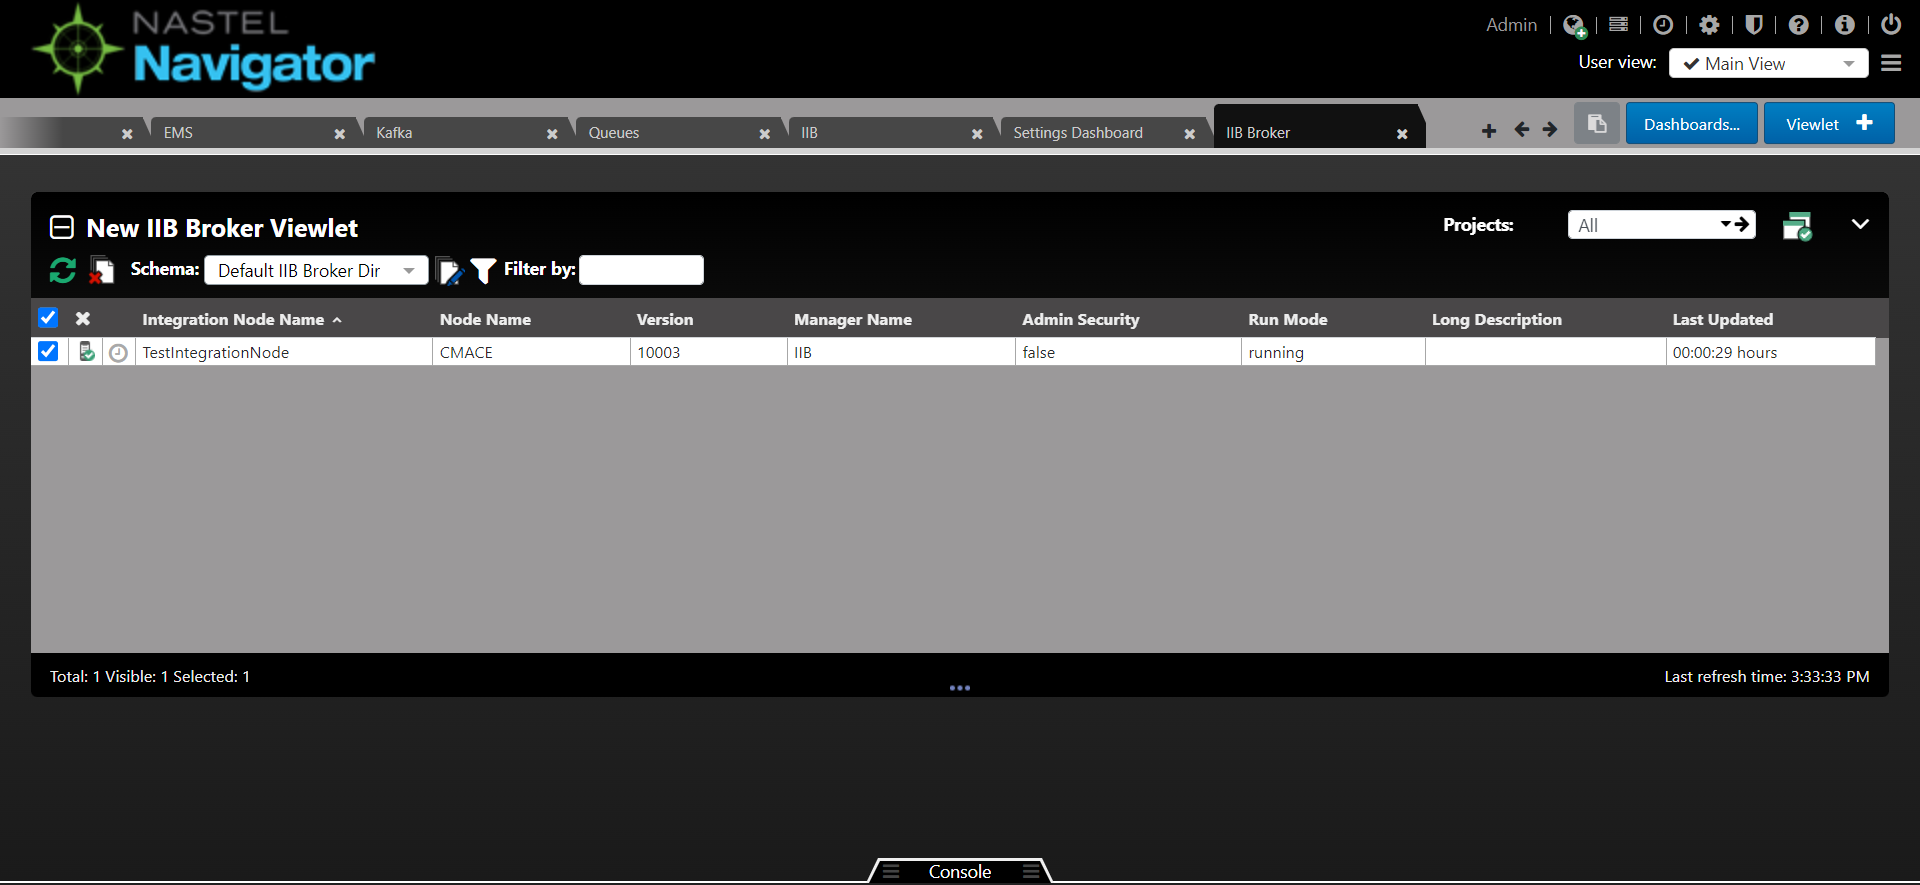 NASTEL
Navigator
Admin
User view: Main View
EMS
Kafka
Queues
IIB
Settings Dashboard
IIB Broker
Dashboards...
Viewlet
New IIB Broker Viewlet
Projects: All
Schema: Default IIB Broker Dir Filter by:
Integration Node Name Node Name Version Manager Name Admin Security Run Mode Long Description Last Updated
TestIntegrationNode CMACE 10003 IIB false running 00:00:29 hours
Total: 1 Visible: 1 Selected: 1
Last refresh time: 3:33:33 PM
Console